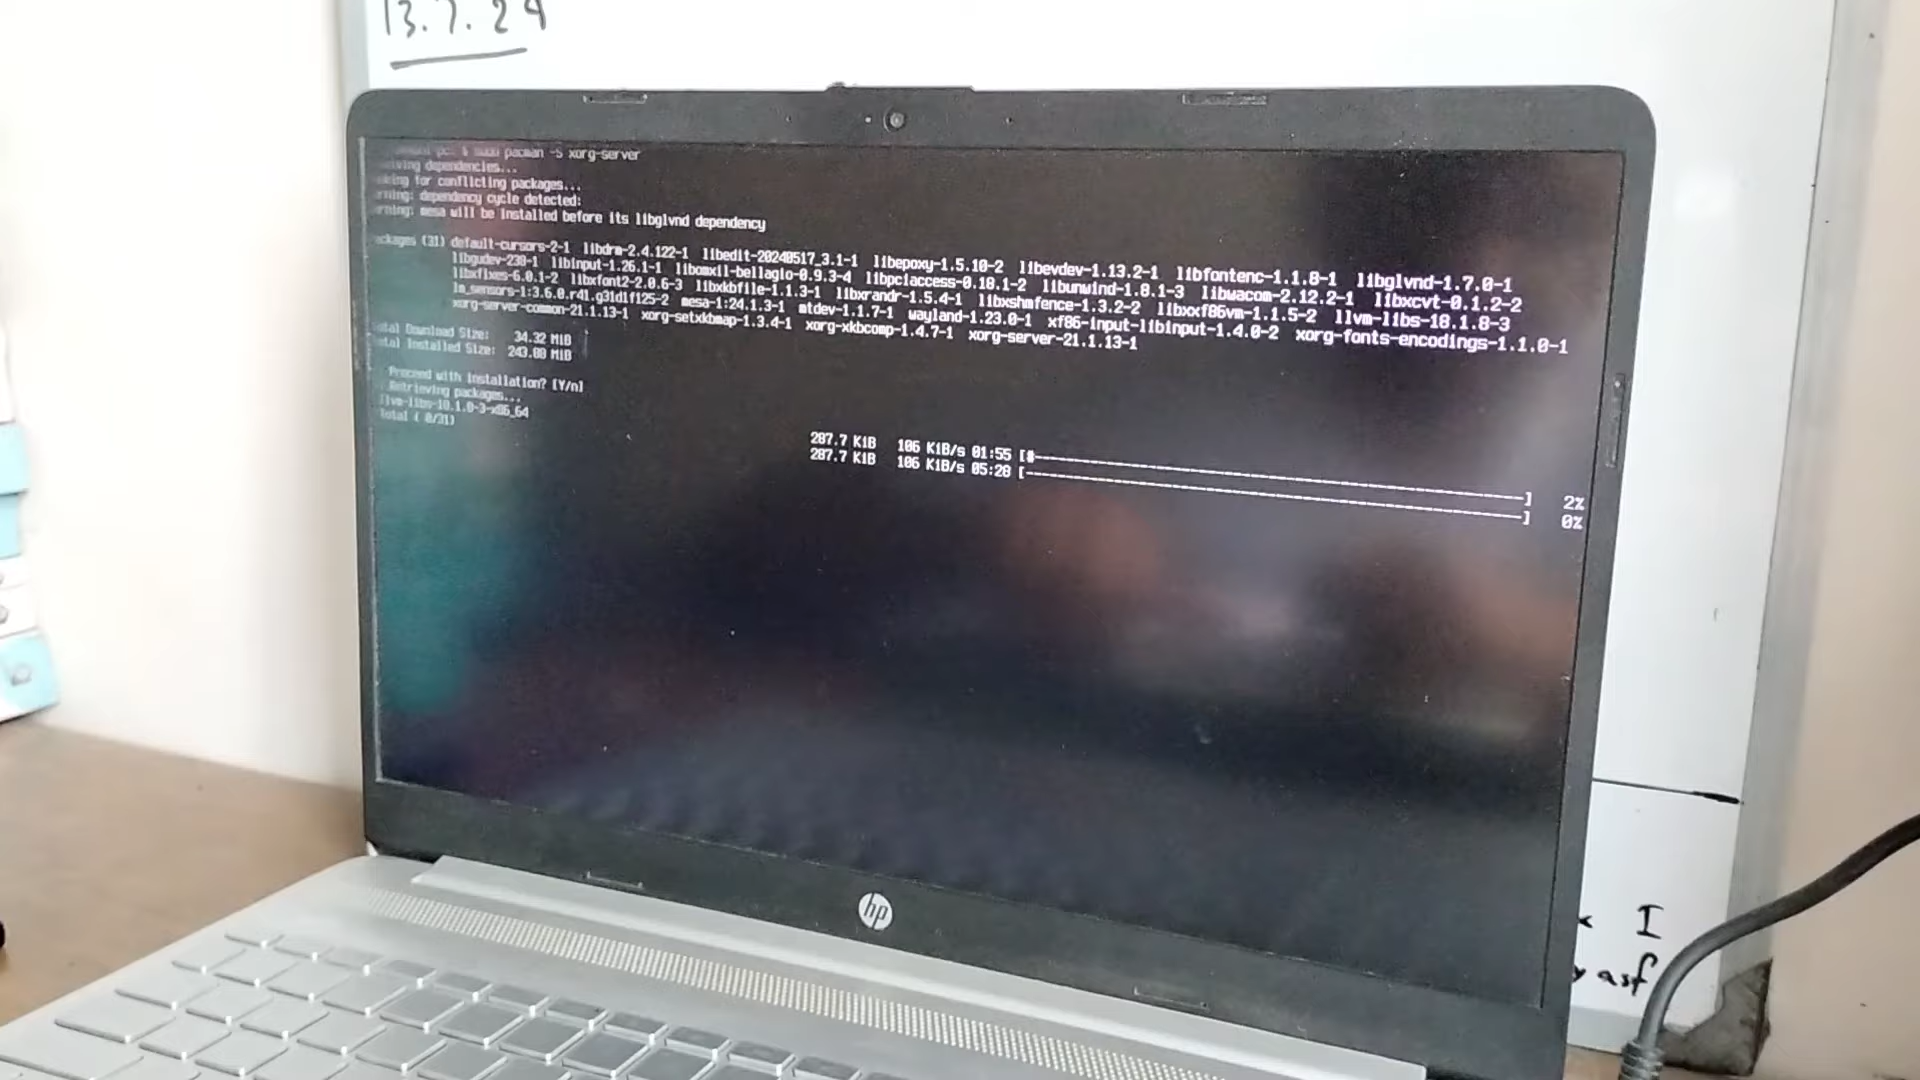 13.7.24
sudo pacman -S xorg-server
dependencies...
for conflicting packages...
dependency cycle detected:
mesa will be installed before its libglvnd dependency
(31) default-cursors-2-1 libdrm-2.4.122-1 libedit-20240517_3.1-1 libepoxy-1.5.10-2 libevdev-1.13.2-1 libfontenc-1.1.8-1 libglvnd-1.7.0-1
libgudev-238-1 libinput-1.26.1-1 libomxil-bellagio-0.9.3-4 libpciaccess-0.18.1-2 libunwind-1.8.1-3 libwacom-2.12.2-1 libxcvt-0.1.2-2
libxfixes-6.0.1-2 libxfont2-2.0.6-3 libxkbfile-1.1.3-1 libxrandr-1.5.4-1 libxshmfence-1.3.2-2 libxxf86vm-1.1.5-2 llvm-libs-18.1.8-3
lm_sensors-1:3.6.0.r41.g31d1f125-2 mesa-1:24.1.3-1 mtdev-1.1.7-1 wayland-1.23.0-1 xf86-input-libinput-1.4.0-2 xorg-fonts-encodings-1.1.0-1
xorg-server-common-21.1.13-1 xorg-setxkbmap-1.3.4-1 xorg-xkbcomp-1.4.7-1 xorg-server-21.1.13-1
Download Size: 34.32 MiB
Installed Size: 243.08 MiB
Proceed with installation? [Y/n]
Retrieving packages...
287.7 KiB 106 KiB/s 01:55 [#--] 2%
Total ( 0/31) 287.7 KiB 106 KiB/s 05:28 [--] 0%
hp
I
asf